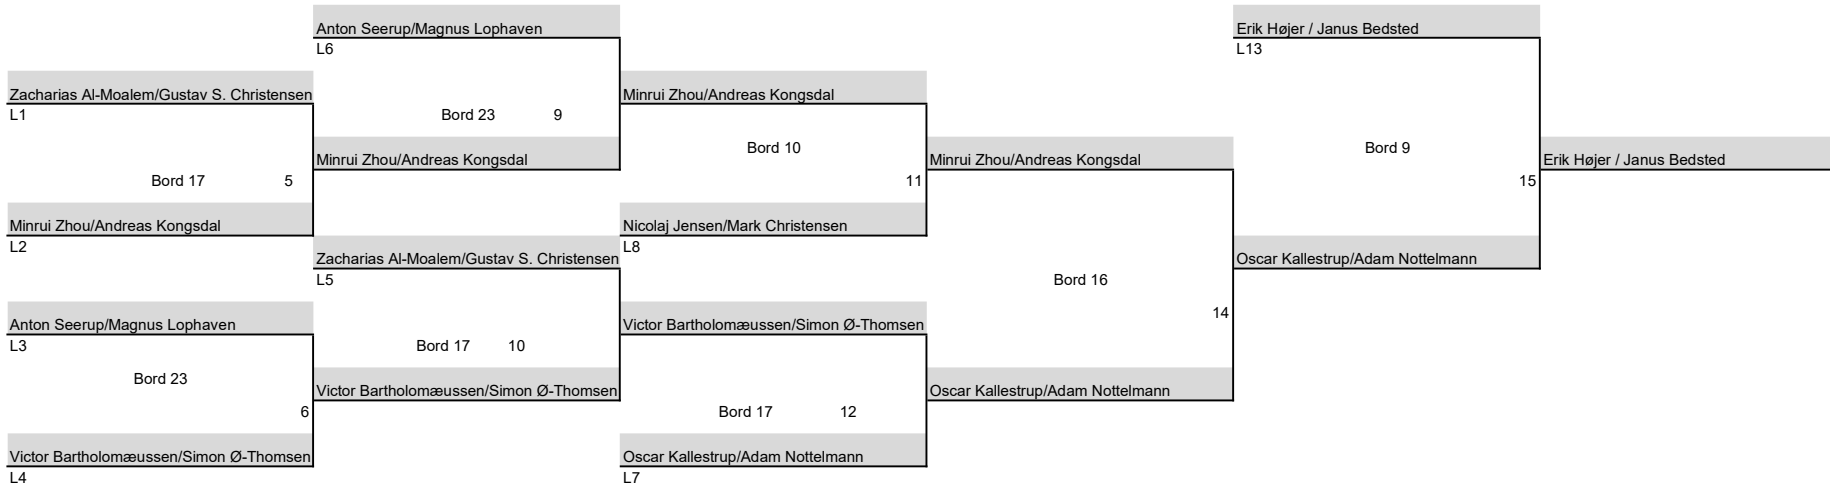 Anton Seerup/Magnus Lophaven
Erik Højer / Janus Bedsted
L6
L13
Zacharias Al-Moalem/Gustav S. Christensen
Minrui Zhou/Andreas Kongsdal
L1
Bord 23 9
Bord 10
Bord 9
Minrui Zhou/Andreas Kongsdal
Minrui Zhou/Andreas Kongsdal
Erik Højer / Janus Bedsted
Bord 17 5
11
15
Minrui Zhou/Andreas Kongsdal
Nicolaj Jensen/Mark Christensen
L2
L8
Zacharias Al-Moalem/Gustav S. Christensen
Oscar Kallestrup/Adam Nottelmann
L5
Bord 16
Anton Seerup/Magnus Lophaven
Victor Bartholomæussen/Simon Ø-Thomsen
14
L3
Bord 17 10
Bord 23
Victor Bartholomæussen/Simon Ø-Thomsen
Oscar Kallestrup/Adam Nottelmann
6
Bord 17 12
Victor Bartholomæussen/Simon Ø-Thomsen
Oscar Kallestrup/Adam Nottelmann
L4
L7